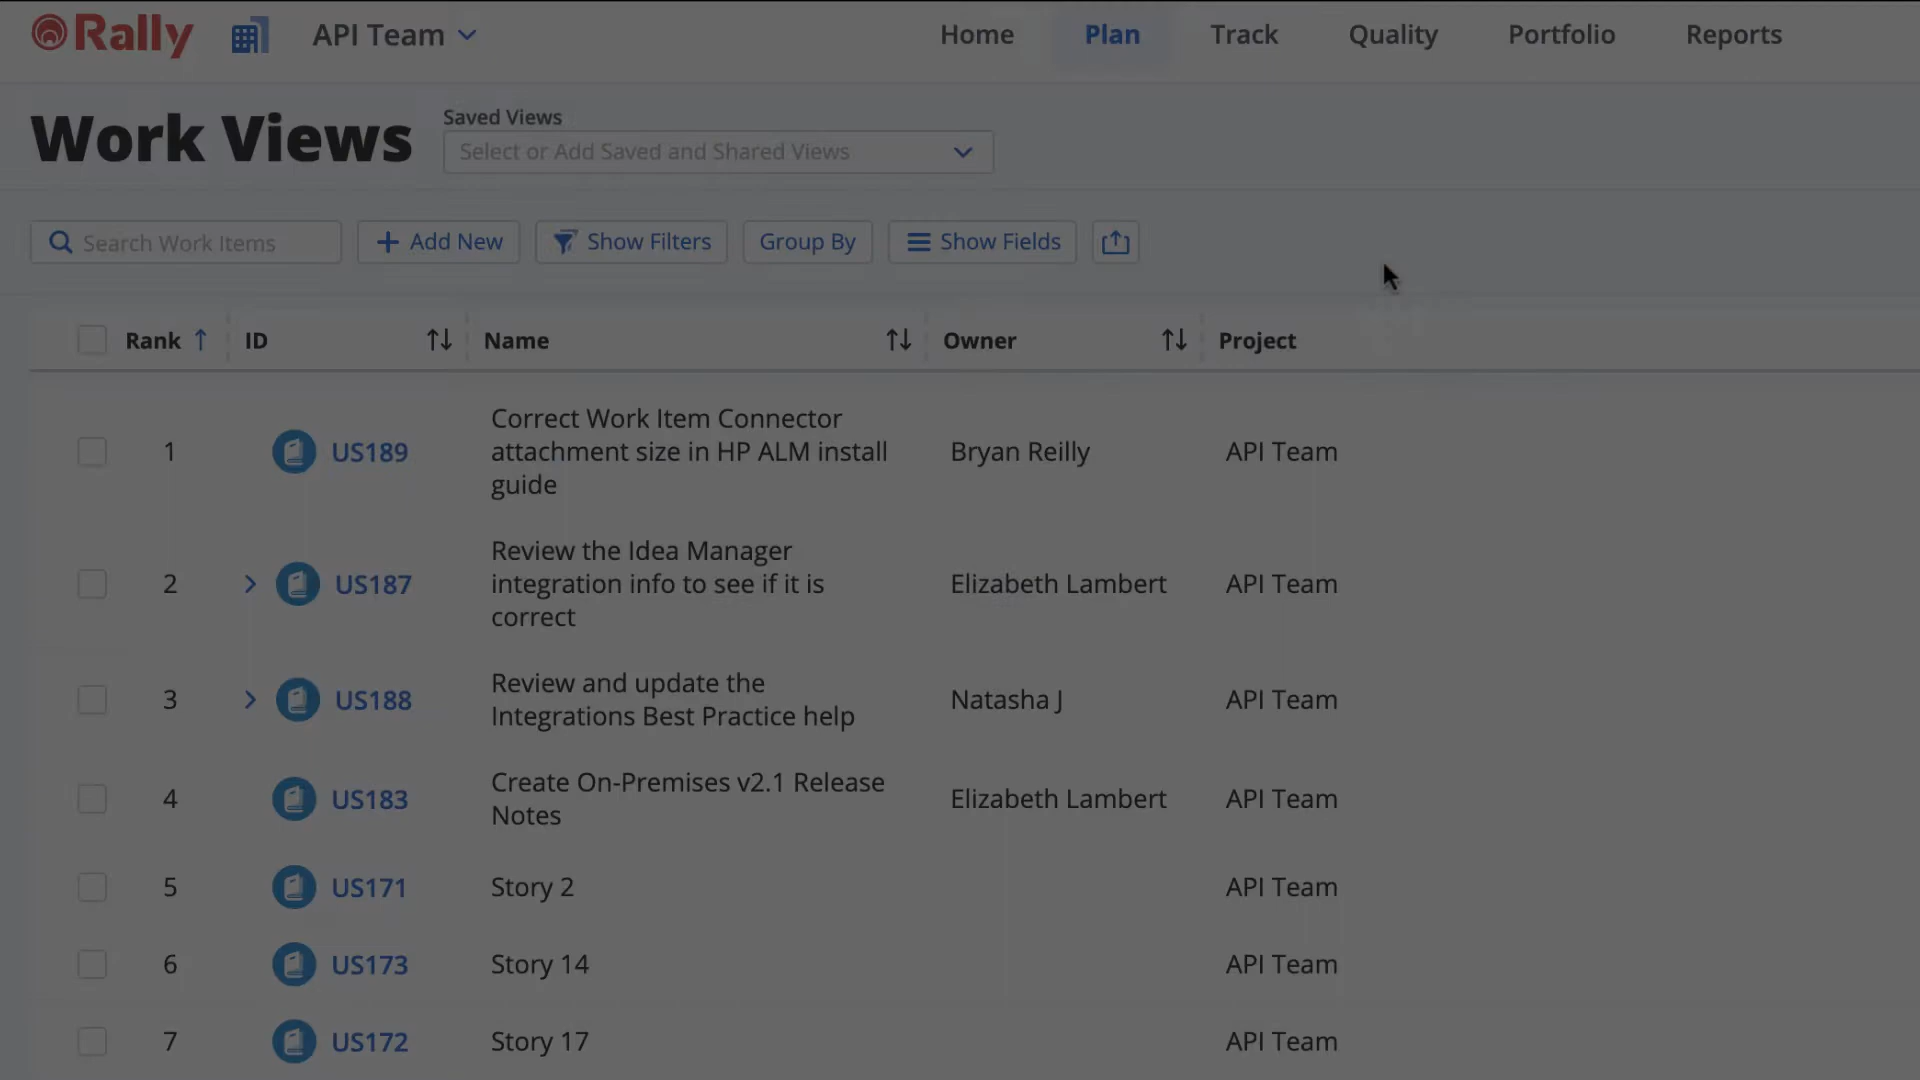 Rally
API Team
Home
Plan
Track
Quality
Portfolio
Reports
Work Views
Saved Views
Select or Add Saved and Shared Views
Search Work Items
Add New
Show Filters
Group By
Show Fields
Rank
ID
Name
Owner
Project
1
US189
Correct Work Item Connector
attachment size in HP ALM install
guide
Bryan Reilly
API Team
2
US187
Review the Idea Manager
integration info to see if it is
correct
Elizabeth Lambert
API Team
3
US188
Review and update the
Integrations Best Practice help
Natasha J
API Team
4
US183
Create On-Premises v2.1 Release
Notes
Elizabeth Lambert
API Team
5
US171
Story 2
API Team
6
US173
Story 14
API Team
7
US172
Story 17
API Team